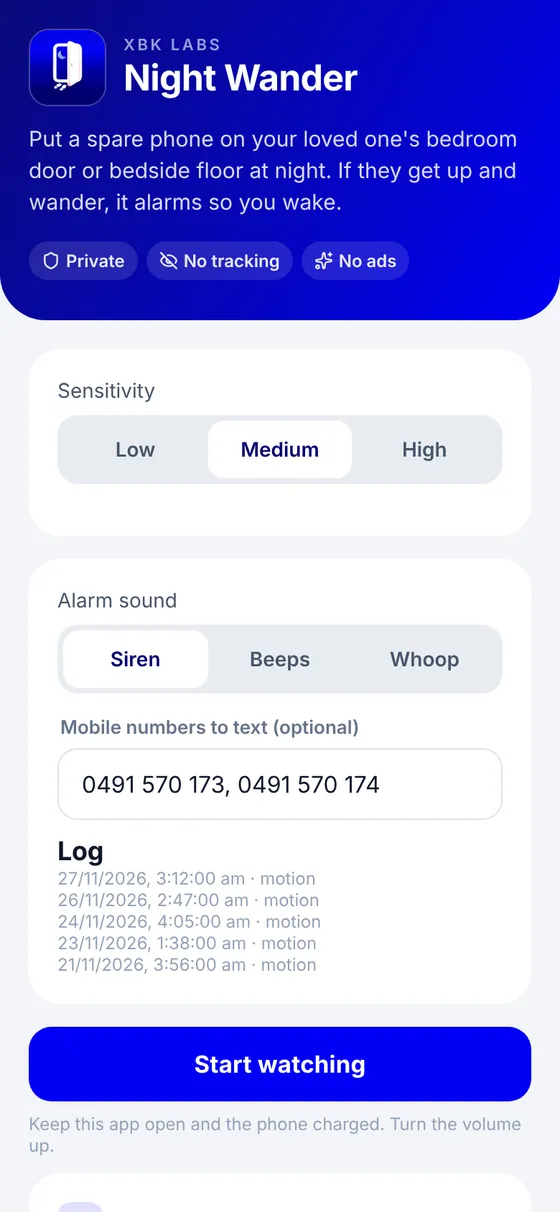 XBK LABS
Night Wander
Put a spare phone on your loved one's bedroom
door or bedside floor at night. If they get up and
wander, it alarms so you wake.
Private
No tracking
No ads
Sensitivity
Low
Medium
High
Alarm sound
Siren
Beeps
Whoop
Mobile numbers to text (optional)
0491 570 173, 0491 570 174
Log
27/11/2026, 3:12:00 am · motion
26/11/2026, 2:47:00 am · motion
24/11/2026, 4:05:00 am · motion
23/11/2026, 1:38:00 am · motion
21/11/2026, 3:56:00 am · motion
Start watching
Keep this app open and the phone charged. Turn the volume
up.